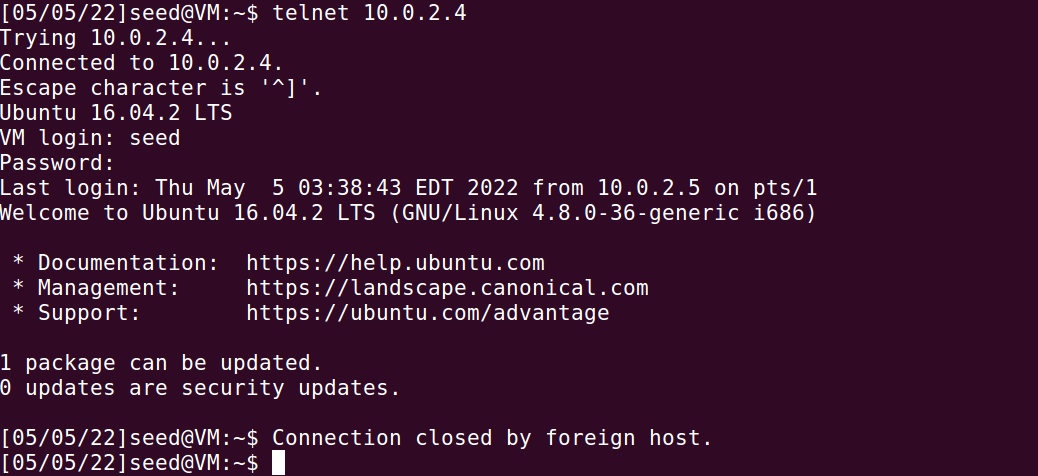 [05/05/22]seed@VM:~$ telnet 10.0.2.4
Trying 10.0.2.4...
Connected to 10.0.2.4.
Escape character is '^]'.
Ubuntu 16.04.2 LTS
VM login: seed
Password:
Last login: Thu May  5 03:38:43 EDT 2022 from 10.0.2.5 on pts/1
Welcome to Ubuntu 16.04.2 LTS (GNU/Linux 4.8.0-36-generic i686)

 * Documentation:  https://help.ubuntu.com
 * Management:     https://landscape.canonical.com
 * Support:        https://ubuntu.com/advantage

1 package can be updated.
0 updates are security updates.

[05/05/22]seed@VM:~$ Connection closed by foreign host.
[05/05/22]seed@VM:~$